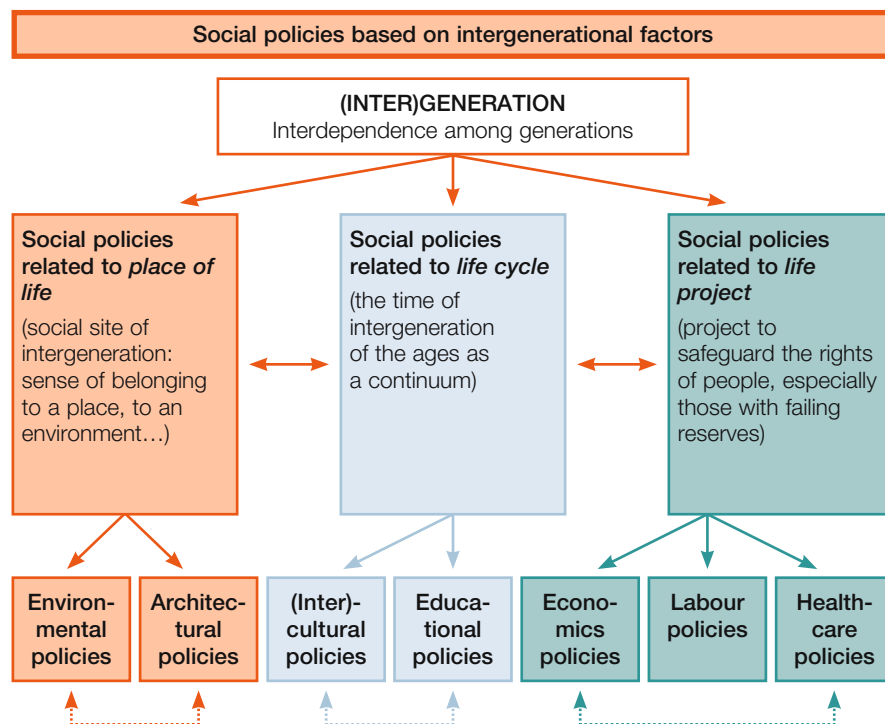 Social policies based on intergenerational factors
(INTER)GENERATION
Interdependence among generations
Social policies
related to place of
life
(social site of
intergeneration:
sense of belonging
to a place, to an
environment…)
Social policies
related to life cycle
(the time of
intergeneration
of the ages as
a continuum)
Social policies
related to life
project
(project to
safeguard the rights
of people, especially
those with failing
reserves)
Environ-
mental
policies
Architec-
tural
policies
(Inter)-
cultural
policies
Educa-
tional
policies
Econo-
mics
policies
Labour
policies
Health-
care
policies